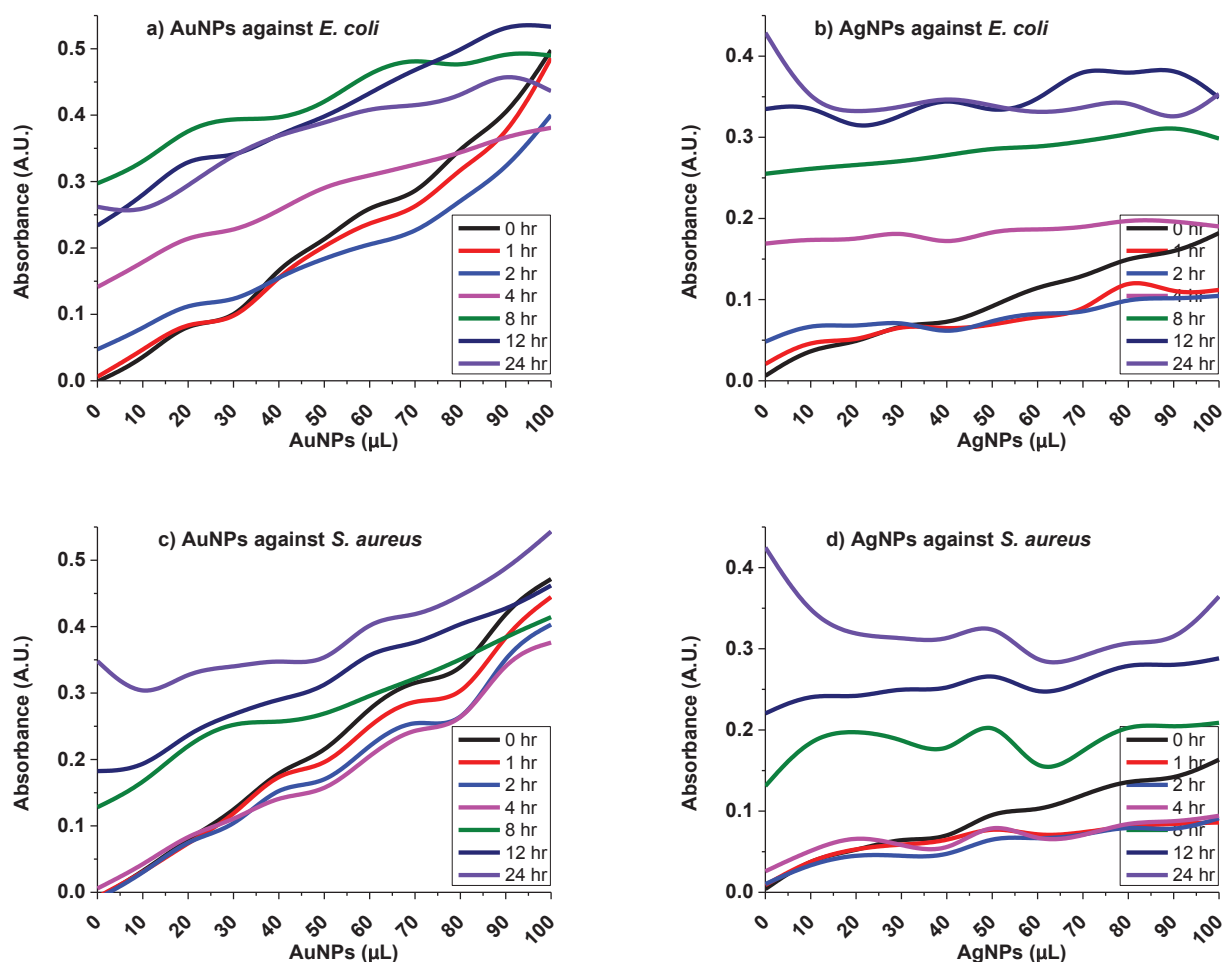 a) AuNPs against E. coli
Absorbance (A.U.)
0.5
0.4
0.3
0.2
0.1
0.0
0 hr
1 hr
2 hr
4 hr
8 hr
12 hr
24 hr
0 10 20 30 40 50 60 70 80 90 100
AuNPs (µL)
b) AgNPs against E. coli
Absorbance (A.U.)
0.4
0.3
0.2
0.1
0.0
0 hr
1 hr
2 hr
4 hr
8 hr
12 hr
24 hr
0 10 20 30 40 50 60 70 80 90 100
AgNPs (µL)
c) AuNPs against S. aureus
Absorbance (A.U.)
0.5
0.4
0.3
0.2
0.1
0.0
0 hr
1 hr
2 hr
4 hr
8 hr
12 hr
24 hr
0 10 20 30 40 50 60 70 80 90 100
AuNPs (µL)
d) AgNPs against S. aureus
Absorbance (A.U.)
0.4
0.3
0.2
0.1
0.0
0 hr
1 hr
2 hr
4 hr
8 hr
12 hr
24 hr
0 10 20 30 40 50 60 70 80 90 100
AgNPs (µL)